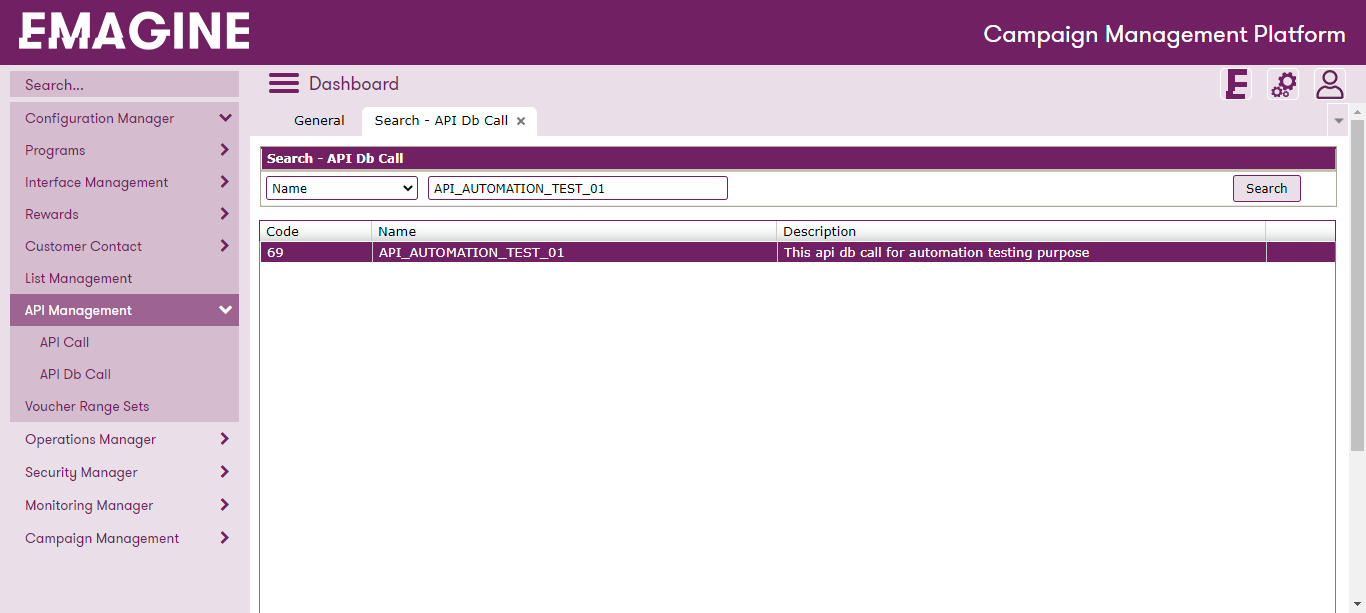 EMAGINE
Campaign Management Platform
Search...
Dashboard
Configuration Manager
Programs
Interface Management
Rewards
Customer Contact
List Management
API Management
API Call
API Db Call
Voucher Range Sets
Operations Manager
Security Manager
Monitoring Manager
Campaign Management
General
Search - API Db Call
Search - API Db Call
Name
API_AUTOMATION_TEST_01
Search
Code Name Description
69 API_AUTOMATION_TEST_01 This api db call for automation testing purpose